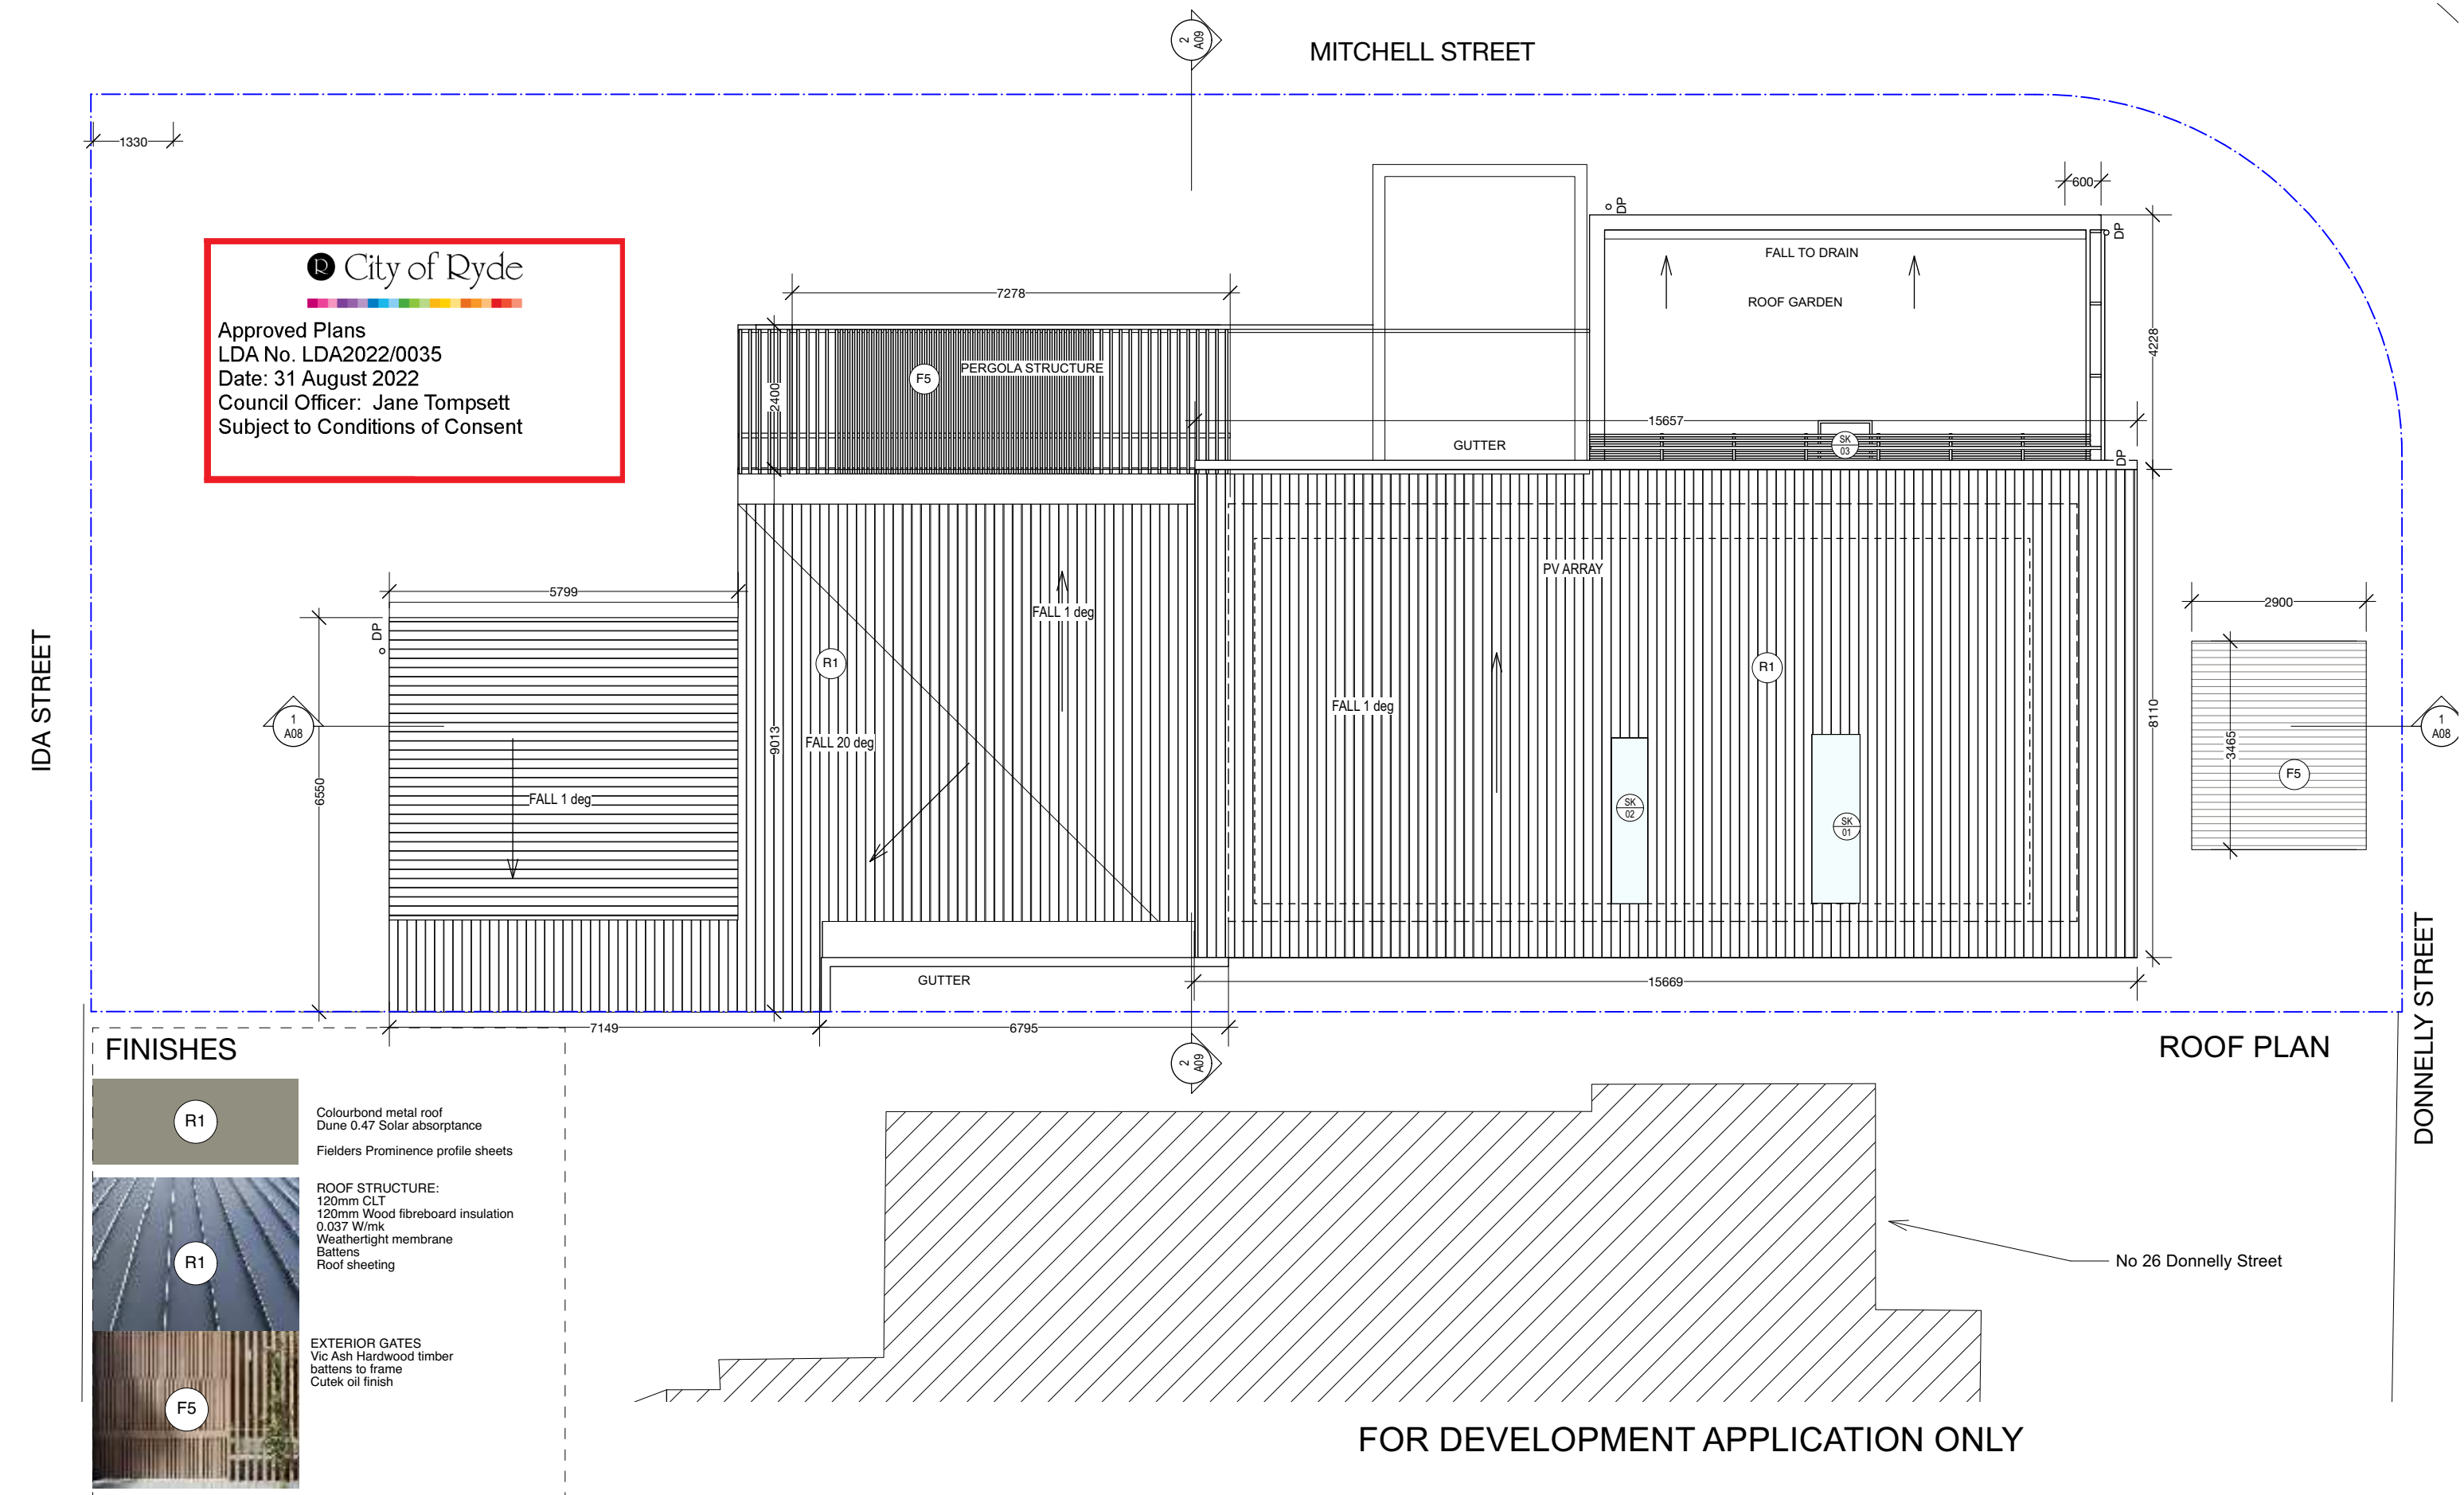 MITCHELL STREET
2
A09
1330
600
DP
DP
R City of Ryde
Approved Plans
LDA No. LDA2022/0035
Date: 31 August 2022
Council Officer: Jane Tompsett
Subject to Conditions of Consent
FALL TO DRAIN
ROOF GARDEN
7278
4228
F5
PERGOLA STRUCTURE
2400
15657
GUTTER
SK
03
DP
PV ARRAY
5799
FALL 1 deg
2900
DP
IDA STREET
R1
R1
1
A08
FALL 1 deg
8110
1
A08
9013
FALL 20 deg
3465
F5
6550
FALL 1 deg
SK
02
SK
01
GUTTER
15669
7149
6795
DONNELLY STREET
FINISHES
ROOF PLAN
2
A09
R1
Colourbond metal roof
Dune 0.47 Solar absorptance
Fielders Prominence profile sheets
R1
ROOF STRUCTURE:
120mm CLT
120mm Wood fibreboard insulation
0.037 W/mk
Weathertight membrane
Battens
Roof sheeting
No 26 Donnelly Street
F5
EXTERIOR GATES
Vic Ash Hardwood timber
battens to frame
Cutek oil finish
FOR DEVELOPMENT APPLICATION ONLY